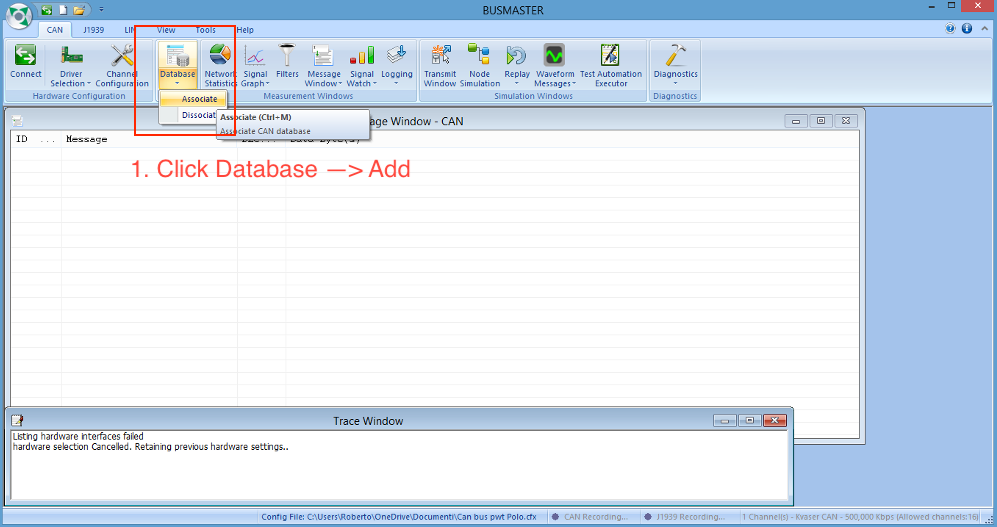 BUSMASTER
CAN J1939 LIN View Tools Help
Connect Driver Selection Channel Configuration Database Network Statistics Signal Graph Filters Message Window Signal Watch Logging Transmit Window Node Simulation Replay Waveform Messages Test Automation Executor Diagnostics
Hardware Configuration Measurement Windows Simulation Windows Diagnostics
Associate
Dissociat
Associate (Ctrl+M)
Associate CAN database
age Window - CAN
ID ... Message
1. Click Database —> Add
Trace Window
Listing hardware interfaces failed
hardware selection Cancelled. Retaining previous hardware settings..
Config File: C:\Users\Roberto\OneDrive\Documenti\Can bus pwt Polo.cfx CAN Recording... J1939 Recording... 1 Channel(s) - Kvaser CAN - 500,000 Kbps (Allowed channels:16)